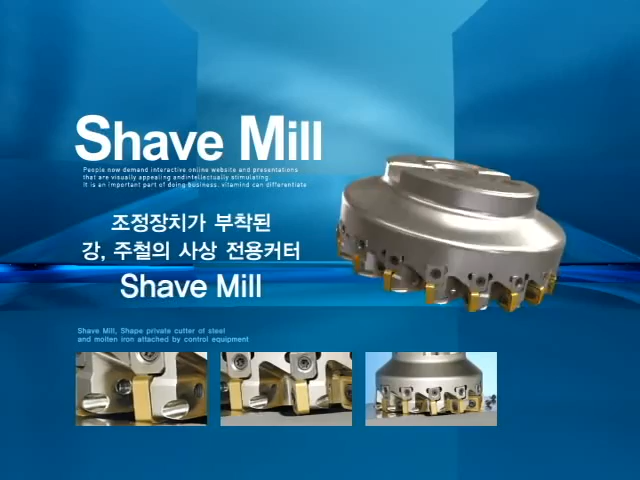 Shave Mill
People now demand interactive online website and presentations
that are visually appealing andintellectually stimulating.
It is an important part of doing business, vitamind can differentiate
조정장치가 부착된
강, 주철의 사상 전용커터
Shave Mill
Shave Mill, Shape private cutter of steel
and molten iron attached by control equipment